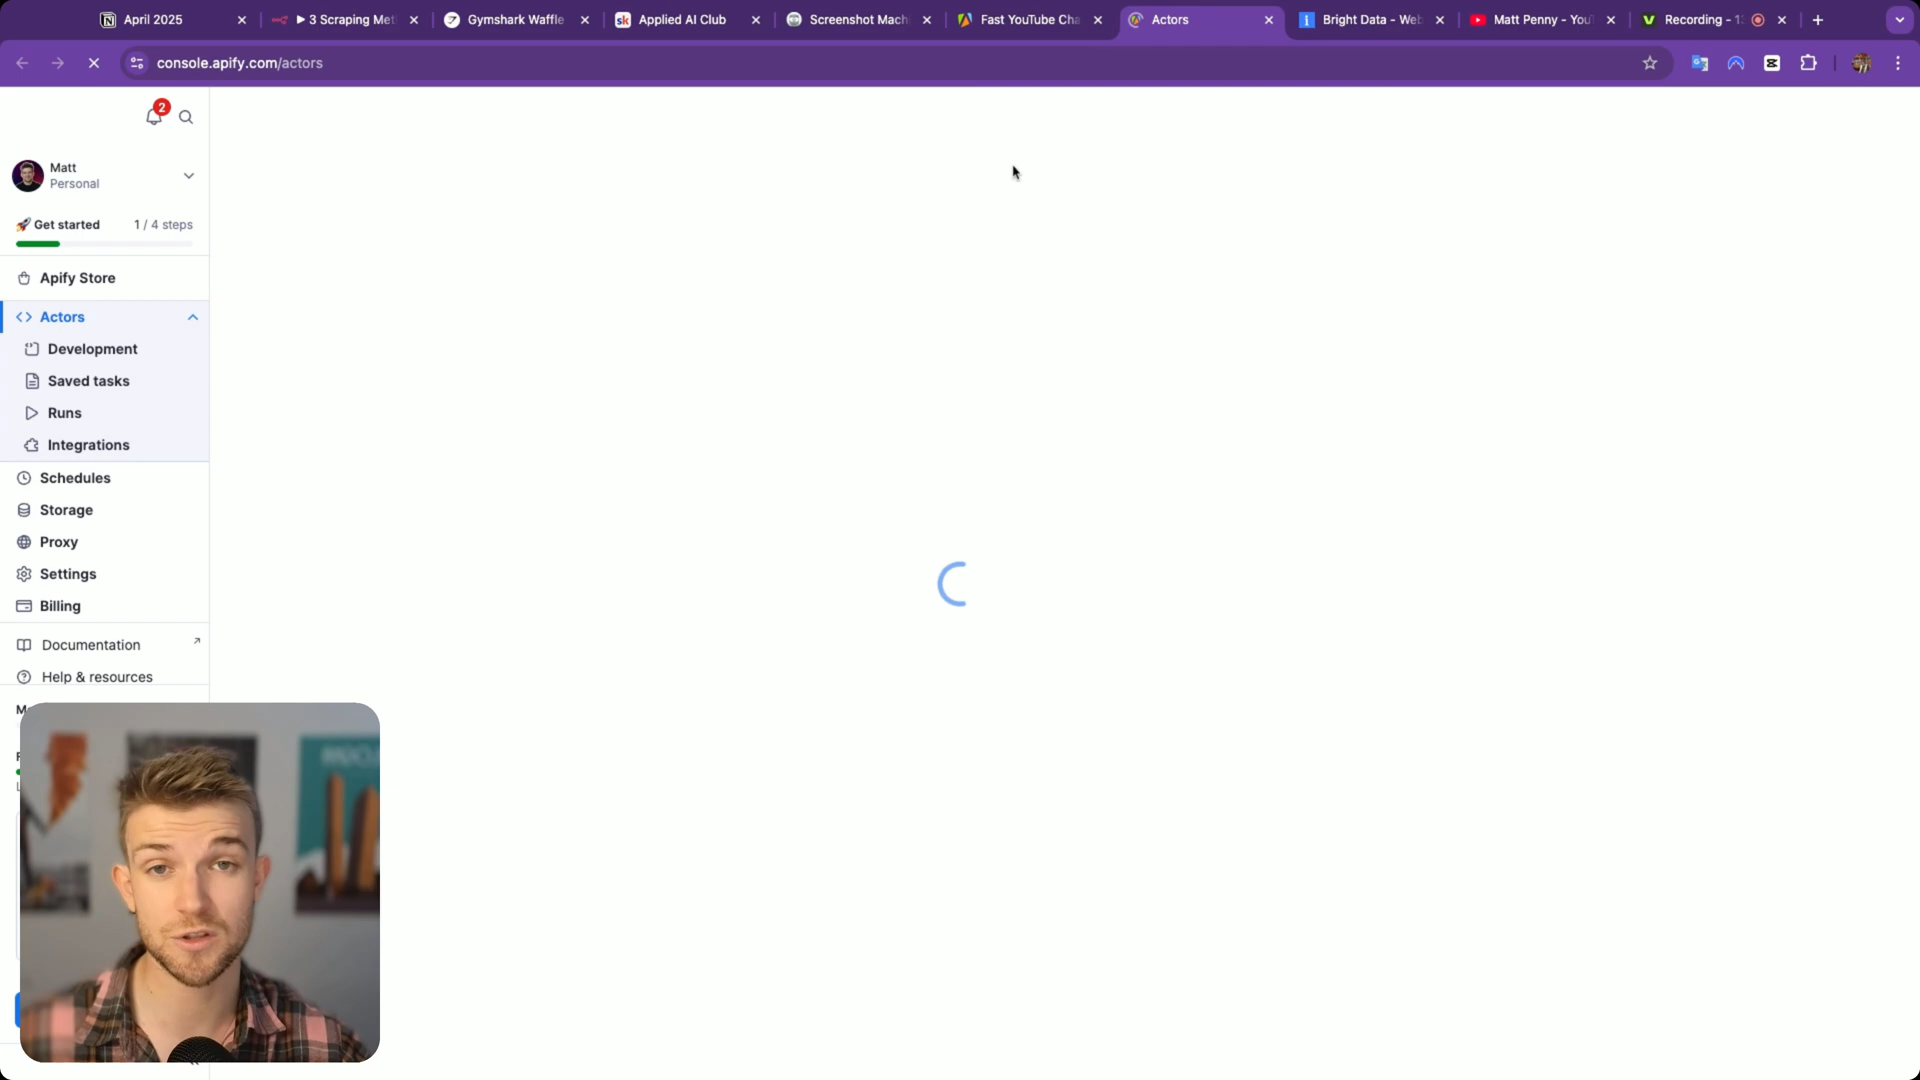 April 2025
3 Scraping Met
Gymshark Waffle
sk
Applied AI Club
Screenshot Mach
Fast YouTube Cha
Actors
Bright Data - Web
Matt Penny - YouT
Recording - 1
console.apify.com/actors
2
Matt
Personal
Get started
1 / 4 steps
Apify Store
Actors
Development
Saved tasks
Runs
Integrations
Schedules
Storage
Proxy
Settings
Billing
Documentation
Help & resources